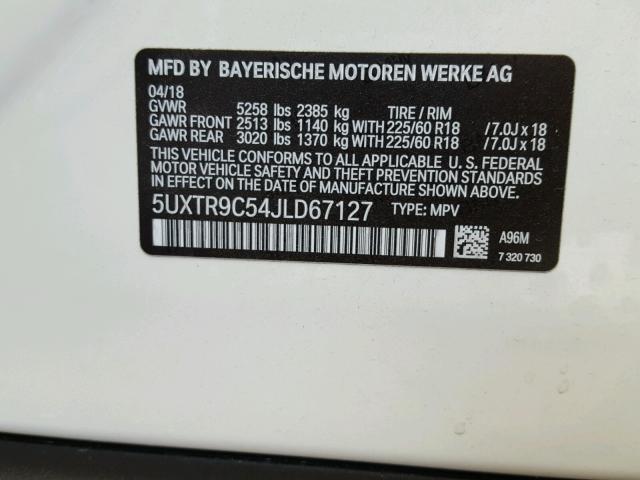 MFD BY BAYERISCHE MOTOREN WERKE AG
04/18
GVWR 5258 lbs 2385 kg TIRE / RIM
GAWR FRONT 2513 lbs 1140 kg WITH 225/60 R18 /7.0J x 18
GAWR REAR 3020 lbs 1370 kg WITH 225/60 R18 /7.0J x 18
THIS VEHICLE CONFORMS TO ALL APPLICABLE U. S. FEDERAL
MOTOR VEHICLE SAFETY AND THEFT PREVENTION STANDARDS
IN EFFECT ON THE DATE OF MANUFACTURE SHOWN ABOVE.
5UXTR9C54JLD67127 TYPE: MPV
A96M
7 320 730